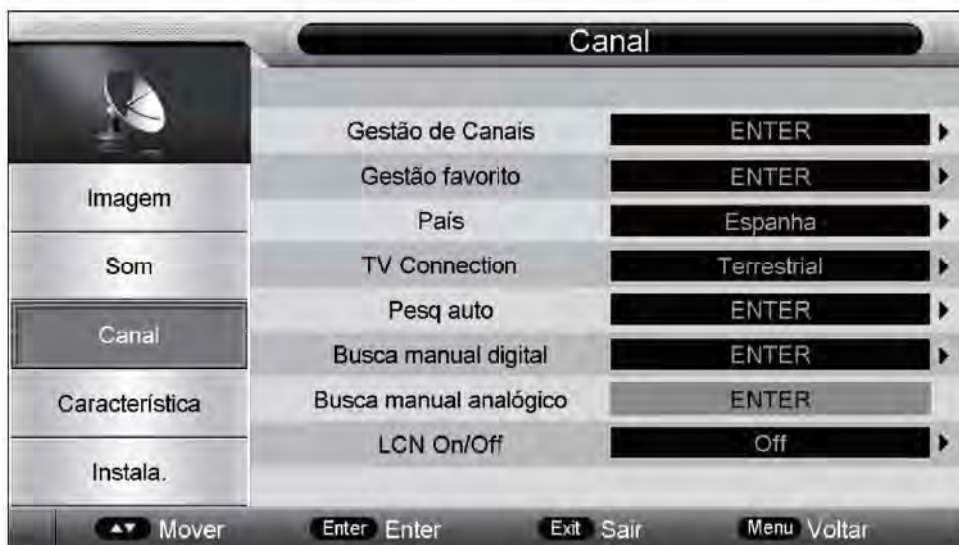 Canal
Gestão de Canais ENTER
Gestão favorito ENTER
País Espanha
TV Connection Terrestrial
Pesq auto ENTER
Busca manual digital ENTER
Busca manual analógico ENTER
LCN On/Off Off
Imagem
Som
Canal
Característica
Instala.
Mover Enter Enter Exit Sair Menu Voltar